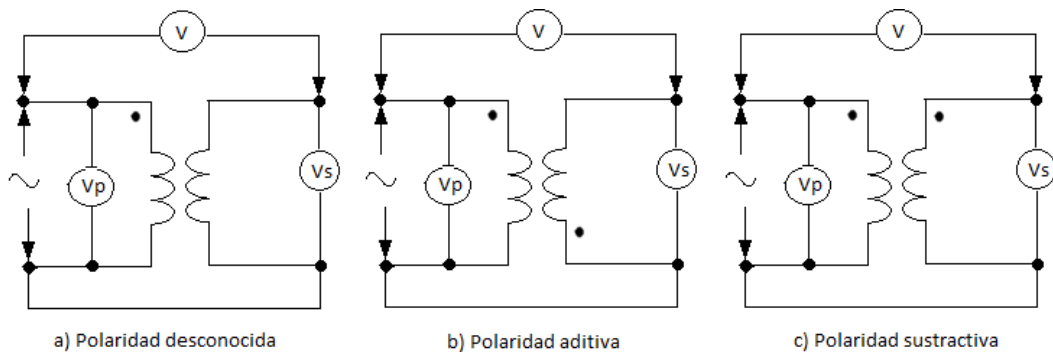 V
V
V
Vp
Vs
Vp
Vs
Vp
Vs
a) Polaridad desconocida
b) Polaridad aditiva
c) Polaridad sustractiva